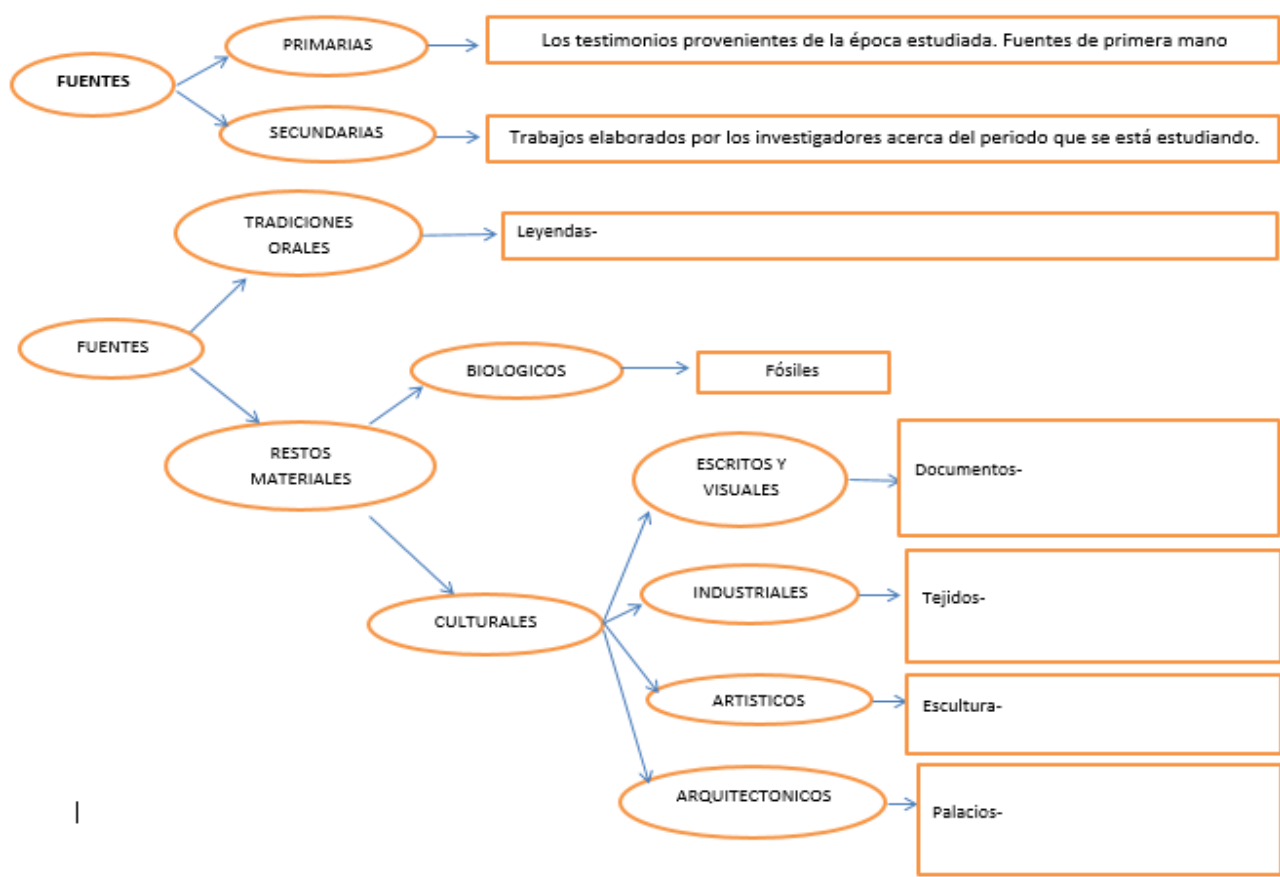 PRIMARIAS
Los testimonios provenientes de la época estudiada. Fuentes de primera mano
FUENTES
SECUNDARIAS
Trabajos elaborados por los investigadores acerca del periodo que se está estudiando.
TRADICIONES
ORALES
Leyendas-
FUENTES
BIOLOGICOS
Fósiles
RESTOS
MATERIALES
ESCRITOS Y
VISUALES
Documentos-
INDUSTRIALES
Tejidos-
CULTURALES
ARTISTICOS
Escultura-
ARQUITECTONICOS
Palacios-